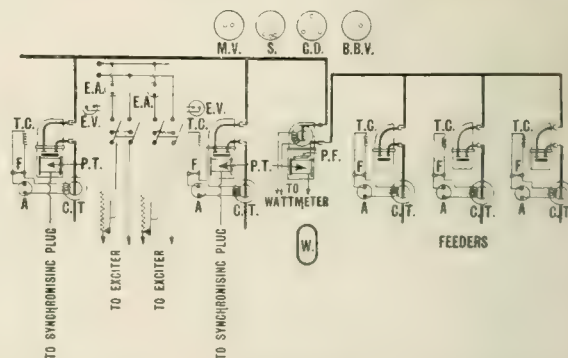 M.V. S. G.D. B.B.V.
E.A.
E.V. E.A. E.V.
T.C. T.C. T.C. T.C. T.C.
F P.T. F P.T. P.F. F F F
TO WATTMETER
A C.T. A C.T. A C.T. A C.T. A C.T.
W.
FEEDERS
TO SYNCHRONISING PLUG
TO EXCITER
TO EXCITER
TO SYNCHRONISING PLUG